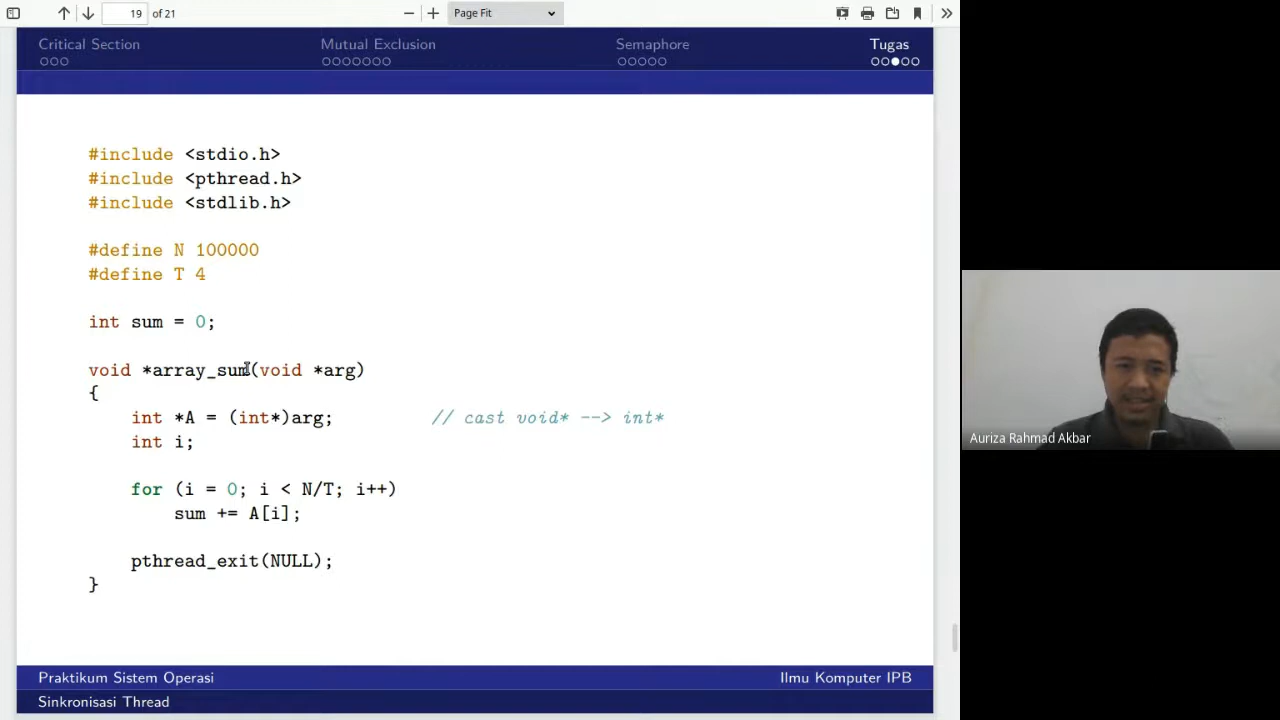 19 of 21
Page Fit
Critical Section Mutual Exclusion Semaphore Tugas
#include <stdio.h>
#include <pthread.h>
#include <stdlib.h>
#define N 100000
#define T 4
int sum = 0;
void *array_sum(void *arg)
{
int *A = (int*)arg; // cast void* --> int*
int i;
for (i = 0; i < N/T; i++)
sum += A[i];
pthread_exit(NULL);
}
Auriza Rahmad Akbar
Praktikum Sistem Operasi Ilmu Komputer IPB
Sinkronisasi Thread